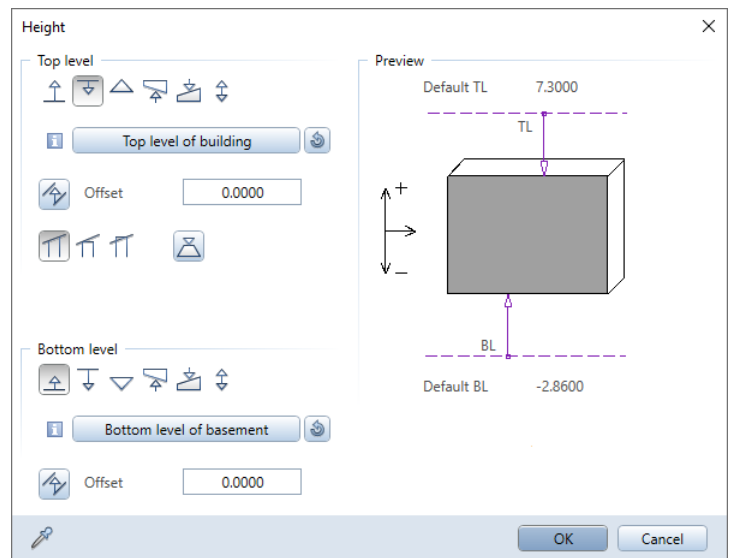 Height
Top level
Top level of building
Offset 0.0000
Bottom level
Bottom level of basement
Offset 0.0000
Preview
Default TL 7.3000
TL
+
−
BL
Default BL -2.8600
OK Cancel